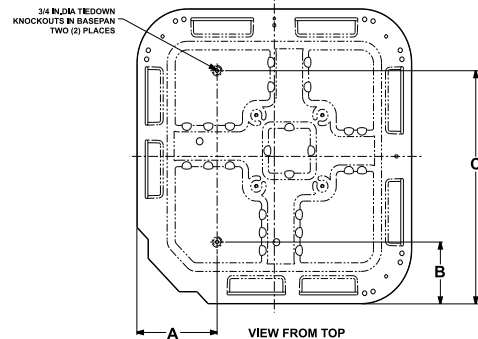 3/4 IN.DIA TIEDOWN
KNOCKOUTS IN BASEPAN
TWO (2) PLACES
C
B
A
VIEW FROM TOP